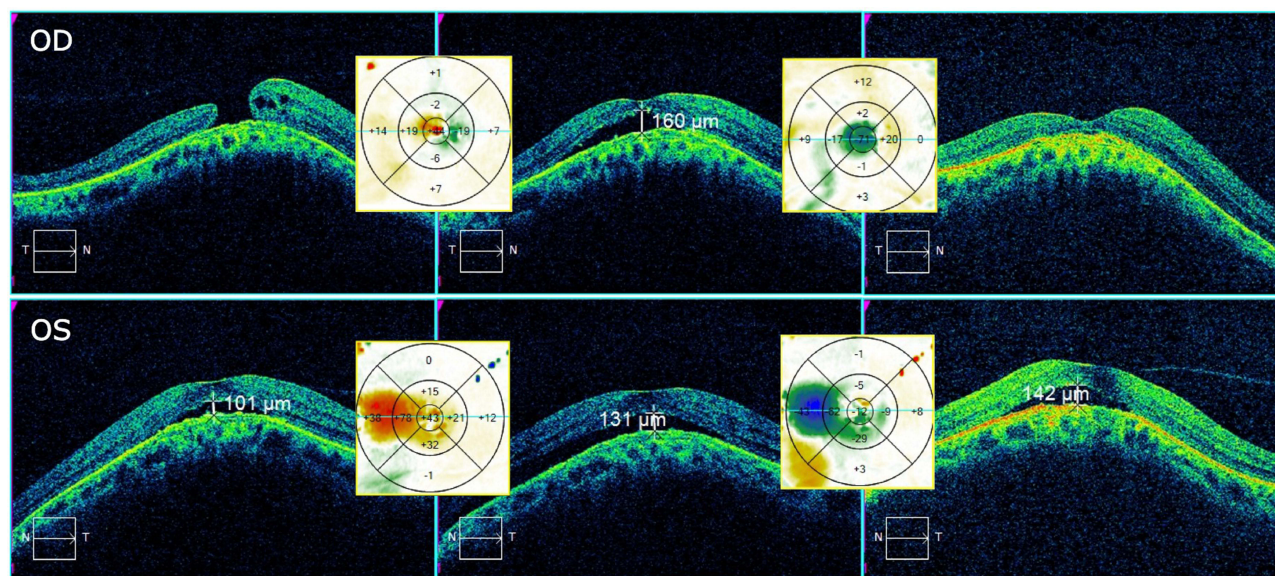 OD
+1
-2
+14 +19 -19 +7
-6
+7
160 µm
+12
+2
+9 -17 -71 +20 0
-1
+3
T N
T N
T N
OS
101 µm
0
+15
+38 +78 +43 +21 +12
+32
-1
131 µm
-1
-5
-43 -12 -9 +8
-29
+3
142 µm
N T
N T
N T